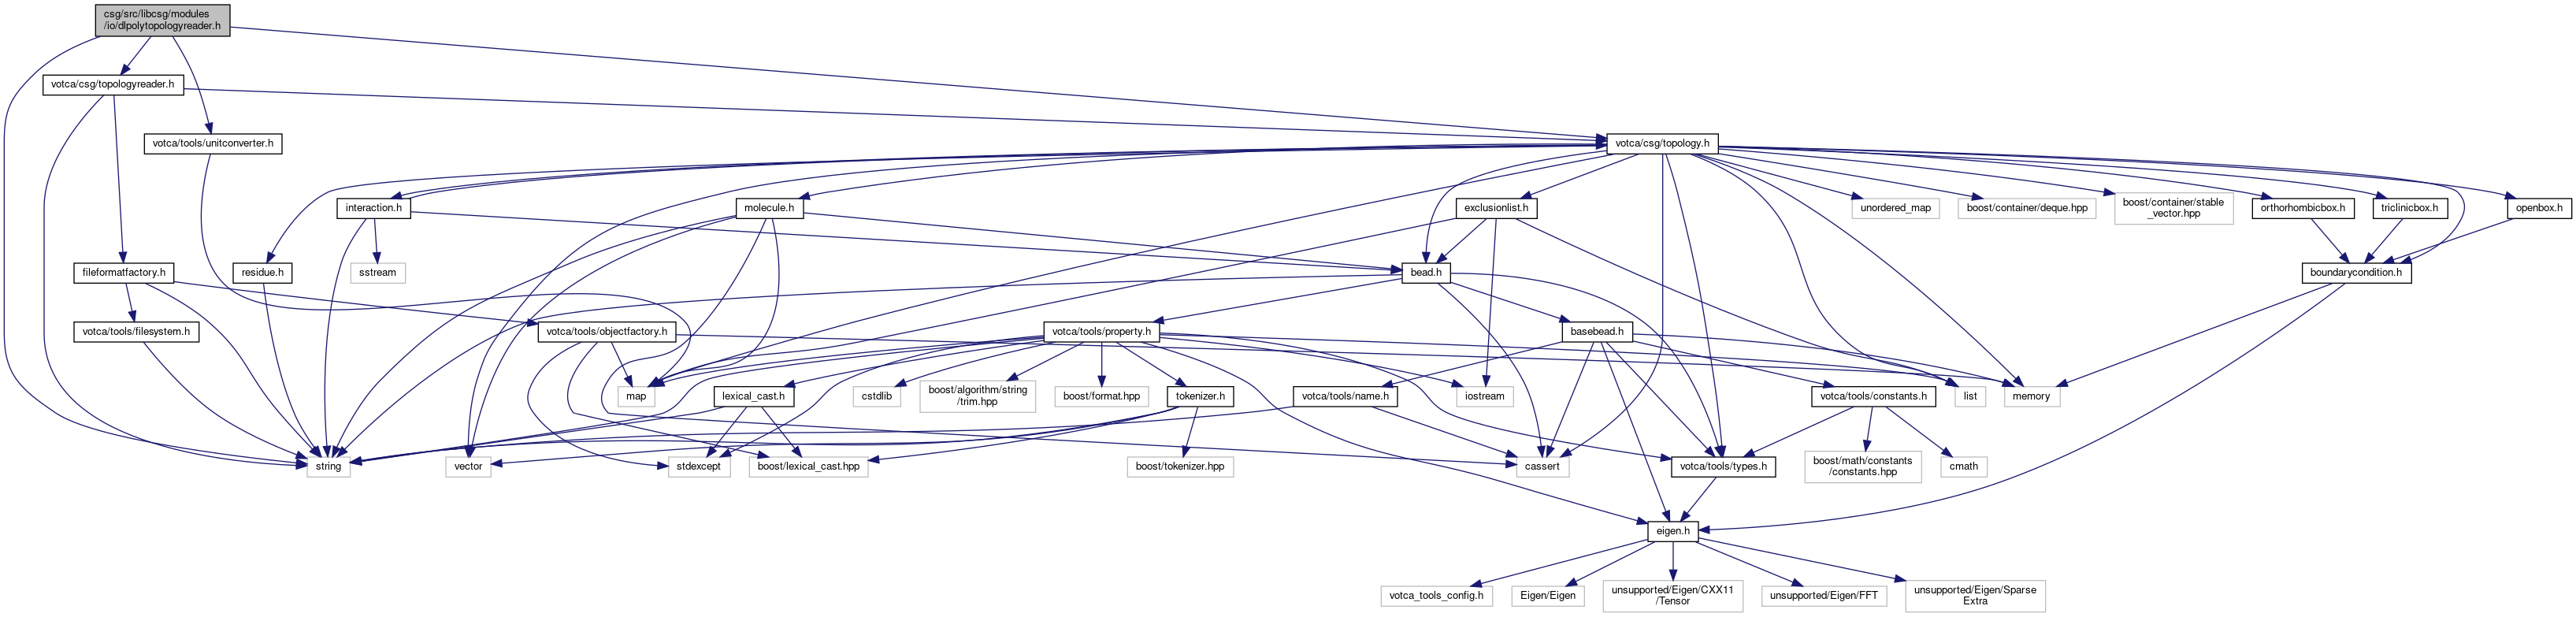 csg/src/libcsg/modules
/io/dlpolytopologyreader.h
votca/csg/topologyreader.h
votca/tools/unitconverter.h
votca/csg/topology.h
interaction.h
molecule.h
exclusionlist.h
unordered_map
boost/container/deque.hpp
boost/container/stable
_vector.hpp
orthorhombicbox.h
triclinicbox.h
openbox.h
fileformatfactory.h
residue.h
sstream
bead.h
boundarycondition.h
votca/tools/filesystem.h
votca/tools/objectfactory.h
votca/tools/property.h
basebead.h
map
lexical_cast.h
cstdlib
boost/algorithm/string
/trim.hpp
boost/format.hpp
tokenizer.h
iostream
votca/tools/name.h
votca/tools/constants.h
list
memory
string
vector
stdexcept
boost/lexical_cast.hpp
boost/tokenizer.hpp
cassert
votca/tools/types.h
boost/math/constants
/constants.hpp
cmath
eigen.h
votca_tools_config.h
Eigen/Eigen
unsupported/Eigen/CXX11
/Tensor
unsupported/Eigen/FFT
unsupported/Eigen/Sparse
Extra